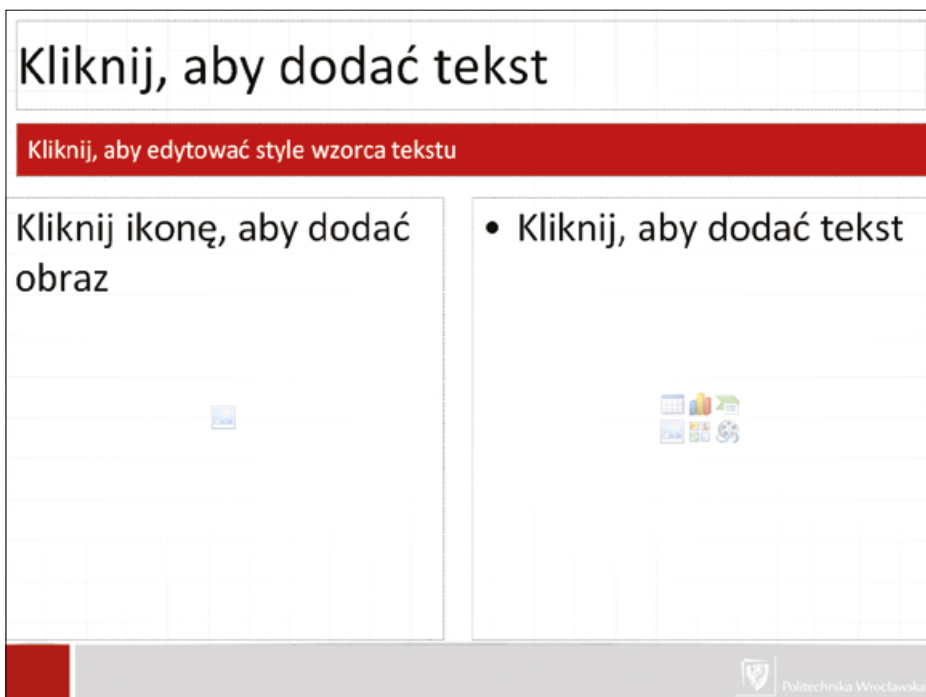 Kliknij, aby dodać tekst
Kliknij, aby edytować style wzorca tekstu
Kliknij ikonę, aby dodać
obraz
• Kliknij, aby dodać tekst
Politechnika Wrocławska